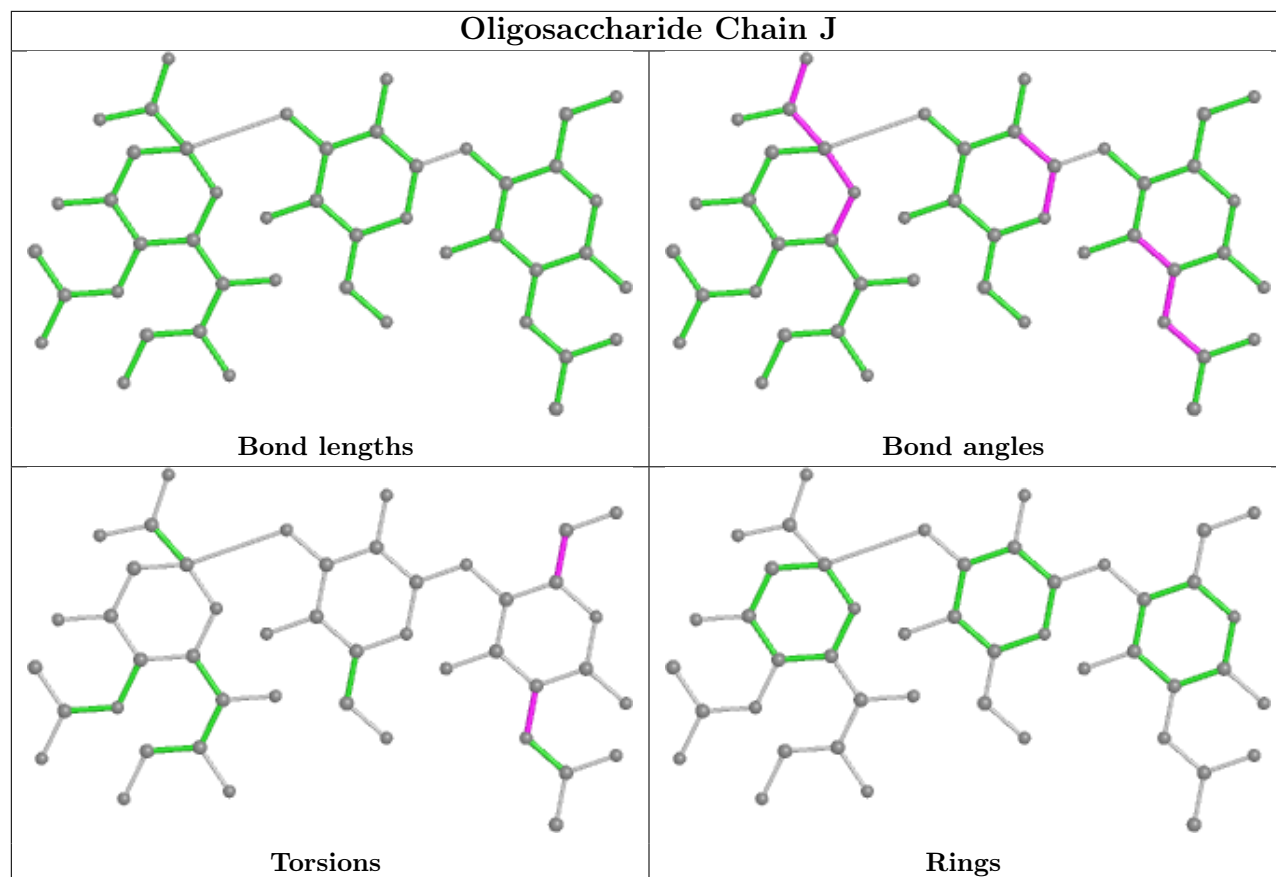 Oligosaccharide Chain J
Bond lengths
Bond angles
Torsions
Rings